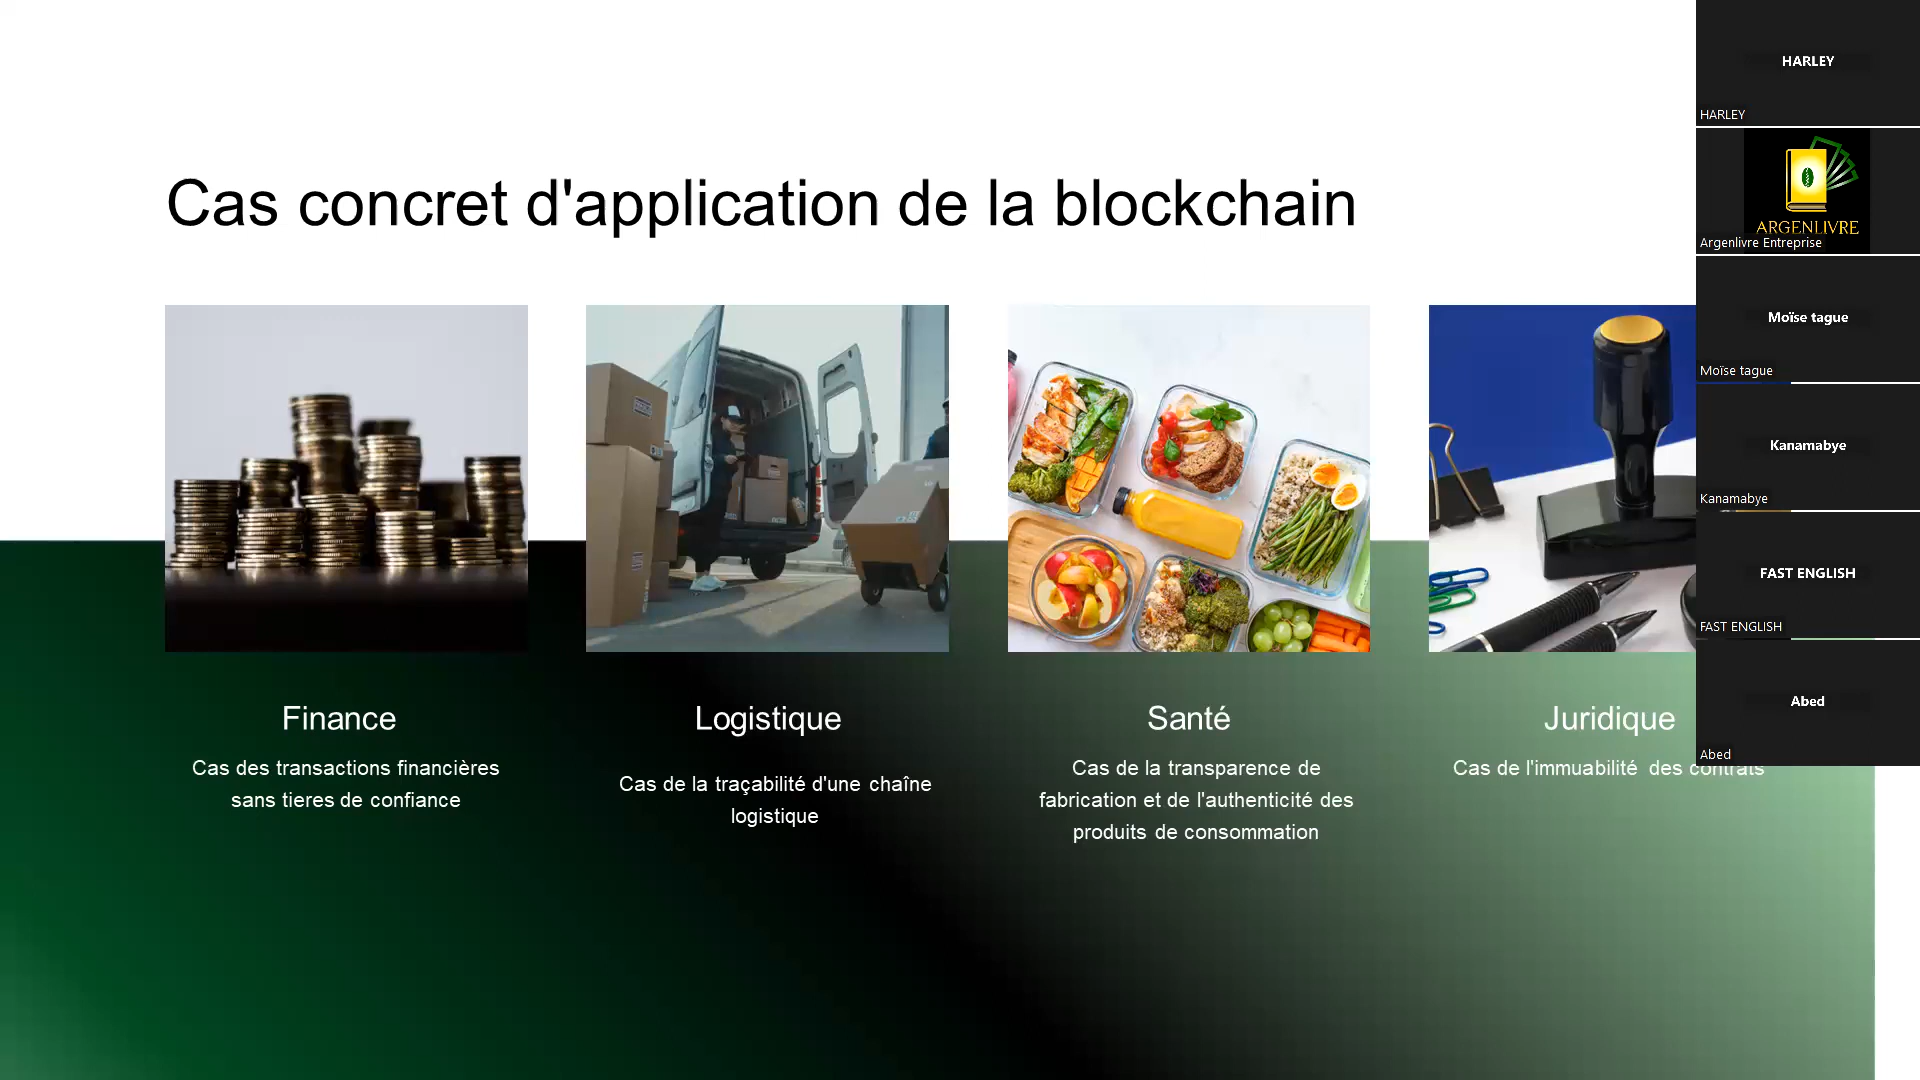 Cas concret d'application de la blockchain
Finance
Cas des transactions financières
sans tieres de confiance
Logistique
Cas de la traçabilité d'une chaîne
logistique
Santé
Cas de la transparence de
fabrication et de l'authenticité des
produits de consommation
Juridique
Cas de l'immuabilité des contrats
HARLEY
HARLEY
ARGENLIVRE
Argenlivre Entreprise
Moïse tague
Moïse tague
Kanamabye
Kanamabye
FAST ENGLISH
FAST ENGLISH
Abed
Abed